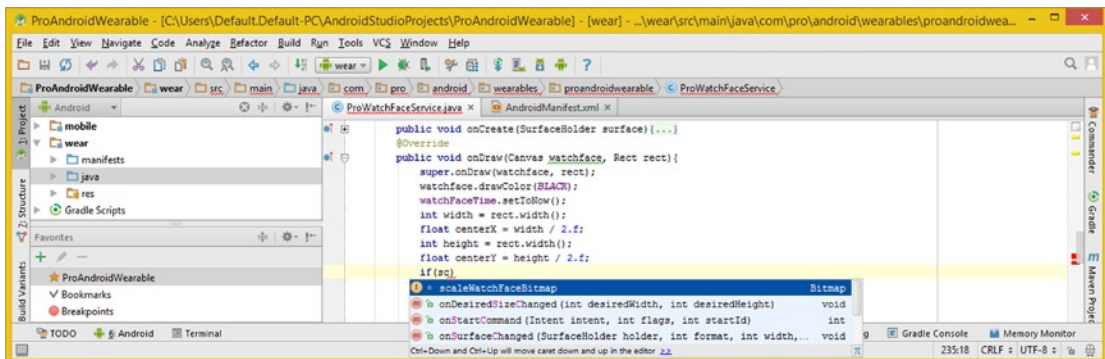 ProAndroidWearable - [C:\Users\Default.Default-PC\AndroidStudioProjects\ProAndroidWearable] - [wear] - ...\wear\src\main\java\com\pro\android\wearables\proandroidwea...
File Edit View Navigate Code Analyze Refactor Build Run Tools VCS Window Help
wear
ProAndroidWearable wear src main java com pro android wearables proandroidwearable ProWatchFaceService
1: Project
Android
ProWatchFaceService.java
AndroidManifest.xml
mobile
wear
manifests
java
res
Gradle Scripts
2: Structure
Favorites
ProAndroidWearable
Bookmarks
Breakpoints
Build Variants
public void onCreate(SurfaceHolder surface){...}
@Override
public void onDraw(Canvas watchface, Rect rect){
super.onDraw(watchface, rect);
watchface.drawColor(BLACK);
watchFaceTime.setToNow();
int width = rect.width();
float centerX = width / 2.f;
int height = rect.width();
float centerY = height / 2.f;
if(sc)
scaleWatchFaceBitmap Bitmap
onDesiredSizeChanged(int desiredWidth, int desiredHeight) void
onStartCommand(Intent intent, int flags, int startId) int
onSurfaceChanged(SurfaceHolder holder, int format, int width,... void
Ctrl+Down and Ctrl+Up will move caret down and up in the editor >>
π
Commander
Gradle
m Maven Projec
TODO 6: Android Terminal g Gradle Console Memory Monitor
235:18 CRLF UTF-8